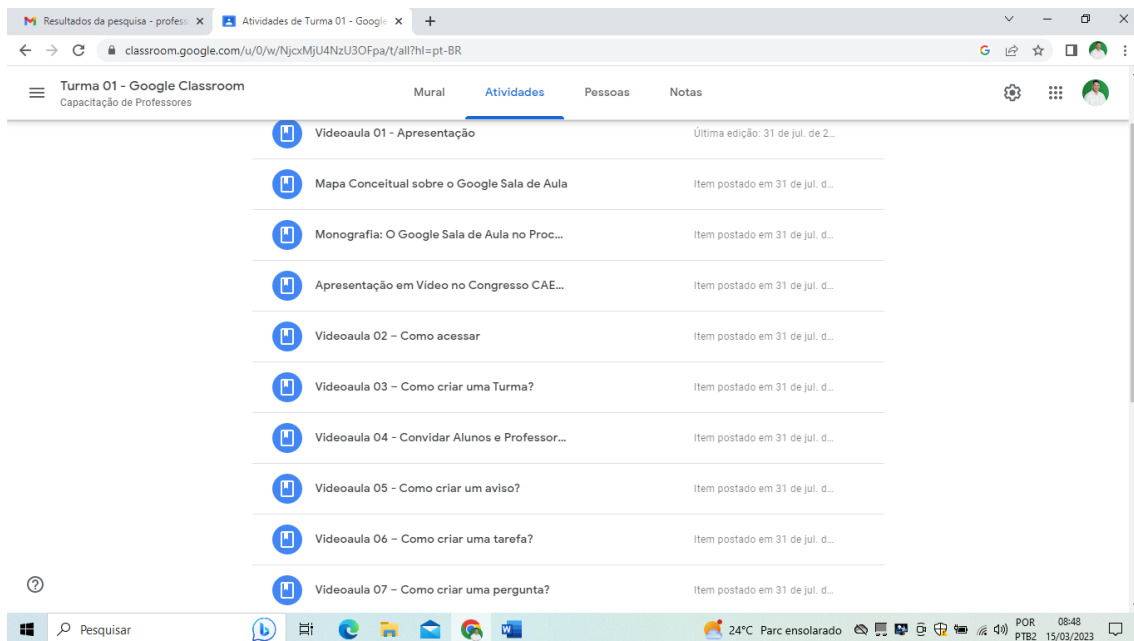 Resultados da pesquisa - profess
Atividades de Turma 01 - Google
classroom.google.com/u/0/w/NjcxMjU4NzU3OFpa/t/all?hl=pt-BR
Turma 01 - Google Classroom
Capacitação de Professores
Mural Atividades Pessoas Notas
Videoaula 01 - Apresentação Última edição: 31 de jul. de 2...
Mapa Conceitual sobre o Google Sala de Aula Item postado em 31 de jul. d...
Monografia: O Google Sala de Aula no Proc... Item postado em 31 de jul. d...
Apresentação em Vídeo no Congresso CAE... Item postado em 31 de jul. d...
Videoaula 02 – Como acessar Item postado em 31 de jul. d...
Videoaula 03 – Como criar uma Turma? Item postado em 31 de jul. d...
Videoaula 04 - Convidar Alunos e Professor... Item postado em 31 de jul. d...
Videoaula 05 - Como criar um aviso? Item postado em 31 de jul. d...
Videoaula 06 – Como criar uma tarefa? Item postado em 31 de jul. d...
Videoaula 07 – Como criar uma pergunta? Item postado em 31 de jul. d...
Pesquisar
24°C Parc ensolarado
POR 08:48
PTB2 15/03/2023